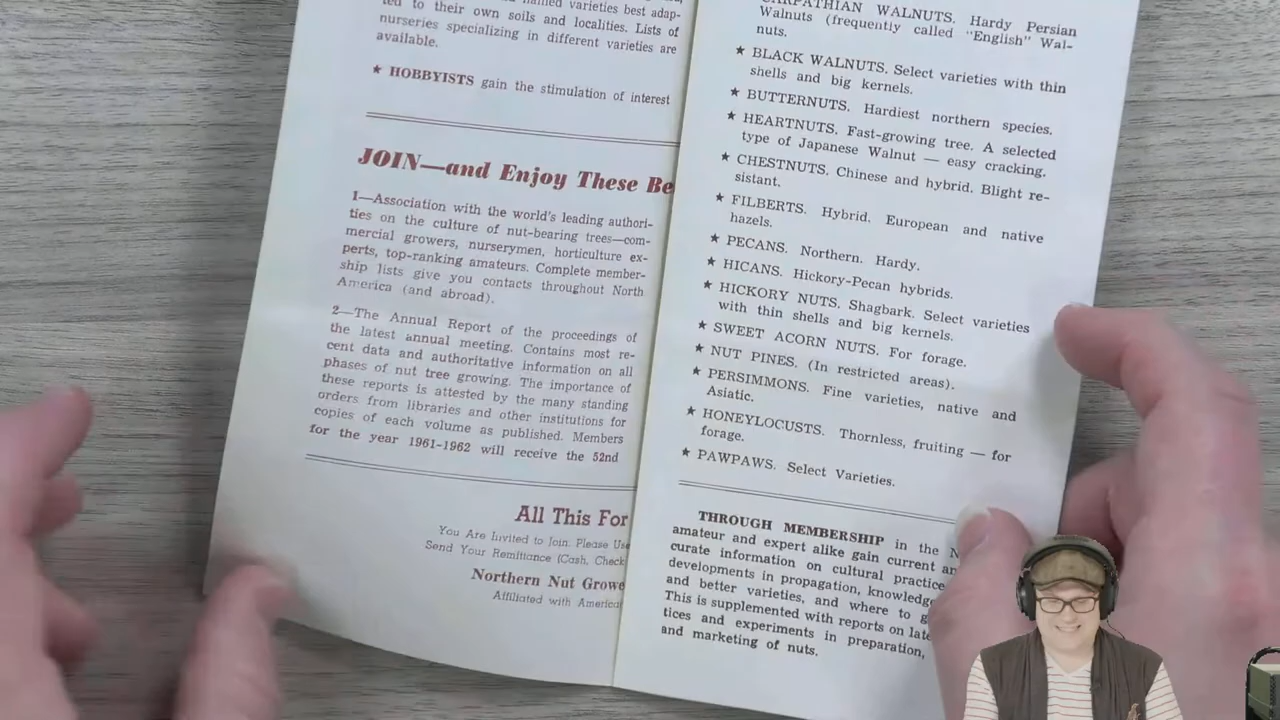 named varieties best adap-
ted to their own soils and localities. Lists of
nurseries specializing in different varieties are
available.
★ HOBBYISTS gain the stimulation of interest
JOIN—and Enjoy These Be
1—Association with the world's leading authori-
ties on the culture of nut-bearing trees—com-
mercial growers, nurserymen, horticulture ex-
perts, top-ranking amateurs. Complete member-
ship lists give you contacts throughout North
America (and abroad).
2—The Annual Report of the proceedings of
the latest annual meeting. Contains most re-
cent data and authoritative information on all
phases of nut tree growing. The importance of
these reports is attested by the many standing
orders from libraries and other institutions for
copies of each volume as published. Members
for the year 1961-1962 will receive the 52nd
All This For
You Are Invited to Join. Please Use
Send Your Remittance (Cash, Check
Northern Nut Growe
Affiliated with America
CARPATHIAN WALNUTS. Hardy Persian
Walnuts (frequently called "English" Wal-
nuts.
★ BLACK WALNUTS. Select varieties with thin
shells and big kernels.
★ BUTTERNUTS. Hardiest northern species.
★ HEARTNUTS. Fast-growing tree. A selected
type of Japanese Walnut — easy cracking.
★ CHESTNUTS. Chinese and hybrid. Blight re-
sistant.
★ FILBERTS. Hybrid. European and native
hazels.
★ PECANS. Northern. Hardy.
★ HICANS. Hickory-Pecan hybrids.
★ HICKORY NUTS. Shagbark. Select varieties
with thin shells and big kernels.
★ SWEET ACORN NUTS. For forage.
★ NUT PINES. (In restricted areas).
★ PERSIMMONS. Fine varieties, native and
Asiatic.
★ HONEYLOCUSTS. Thornless, fruiting — for
forage.
★ PAWPAWS. Select Varieties.
THROUGH MEMBERSHIP in the N
amateur and expert alike gain current a
curate information on cultural practice
developments in propagation, knowledge
and better varieties, and where to g
This is supplemented with reports on late
tices and experiments in preparation,
and marketing of nuts.